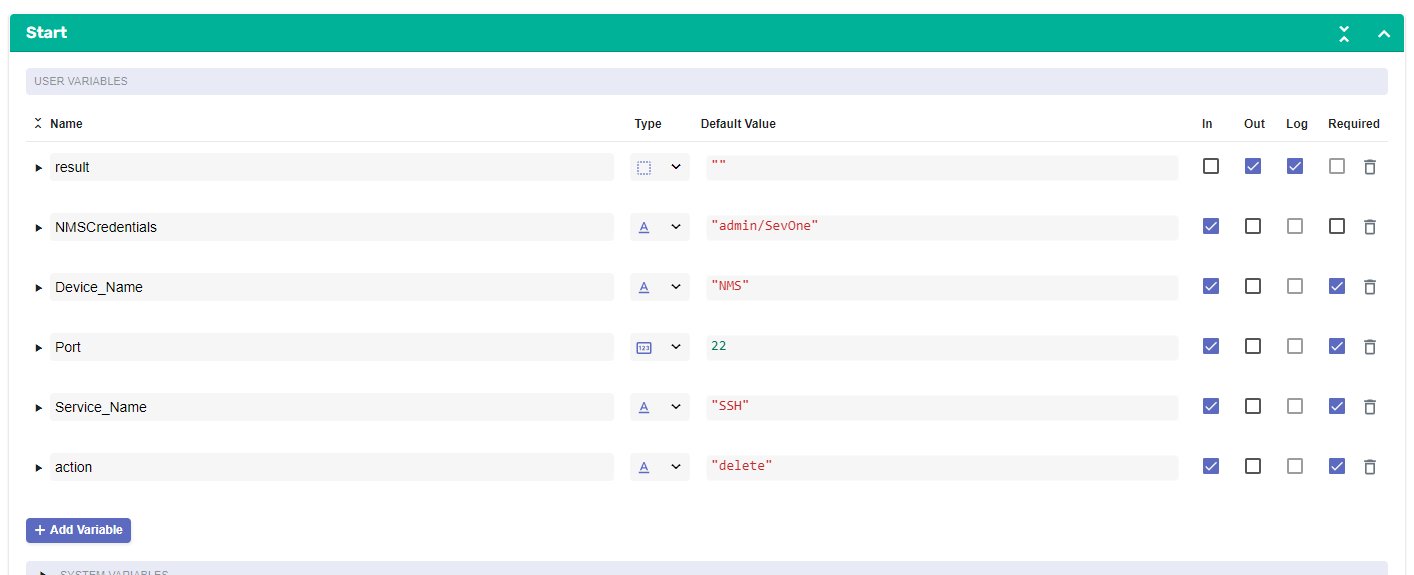 Start
USER VARIABLES
Name Type Default Value In Out Log Required
result ""
NMSCredentials A "admin/SevOne"
Device_Name A "NMS"
Port 123 22
Service_Name A "SSH"
action A "delete"
+ Add Variable
SYSTEM VARIABLES